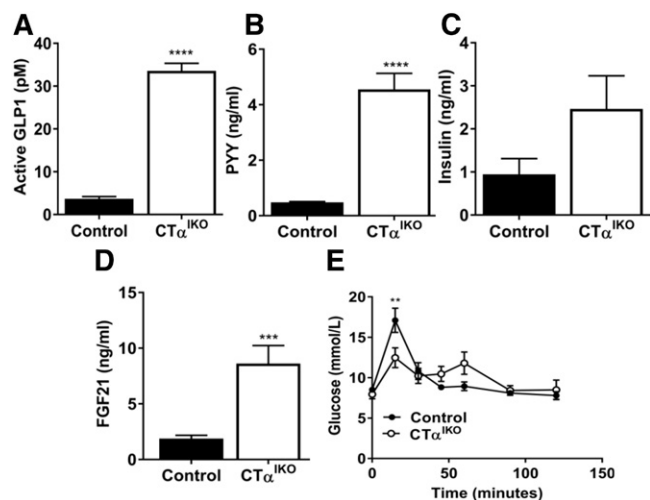 A
Active GLP1 (pM)
40
30
20
10
0
****
Control
CTα^IKO
B
PYY (ng/ml)
6
4
2
0
****
Control
CTα^IKO
C
Insulin (ng/ml)
4
3
2
1
0
Control
CTα^IKO
D
FGF21 (ng/ml)
15
10
5
0
***
Control
CTα^IKO
E
Glucose (mmol/L)
20
15
10
5
0
**
Control
CTα^IKO
0
50
100
150
Time (minutes)